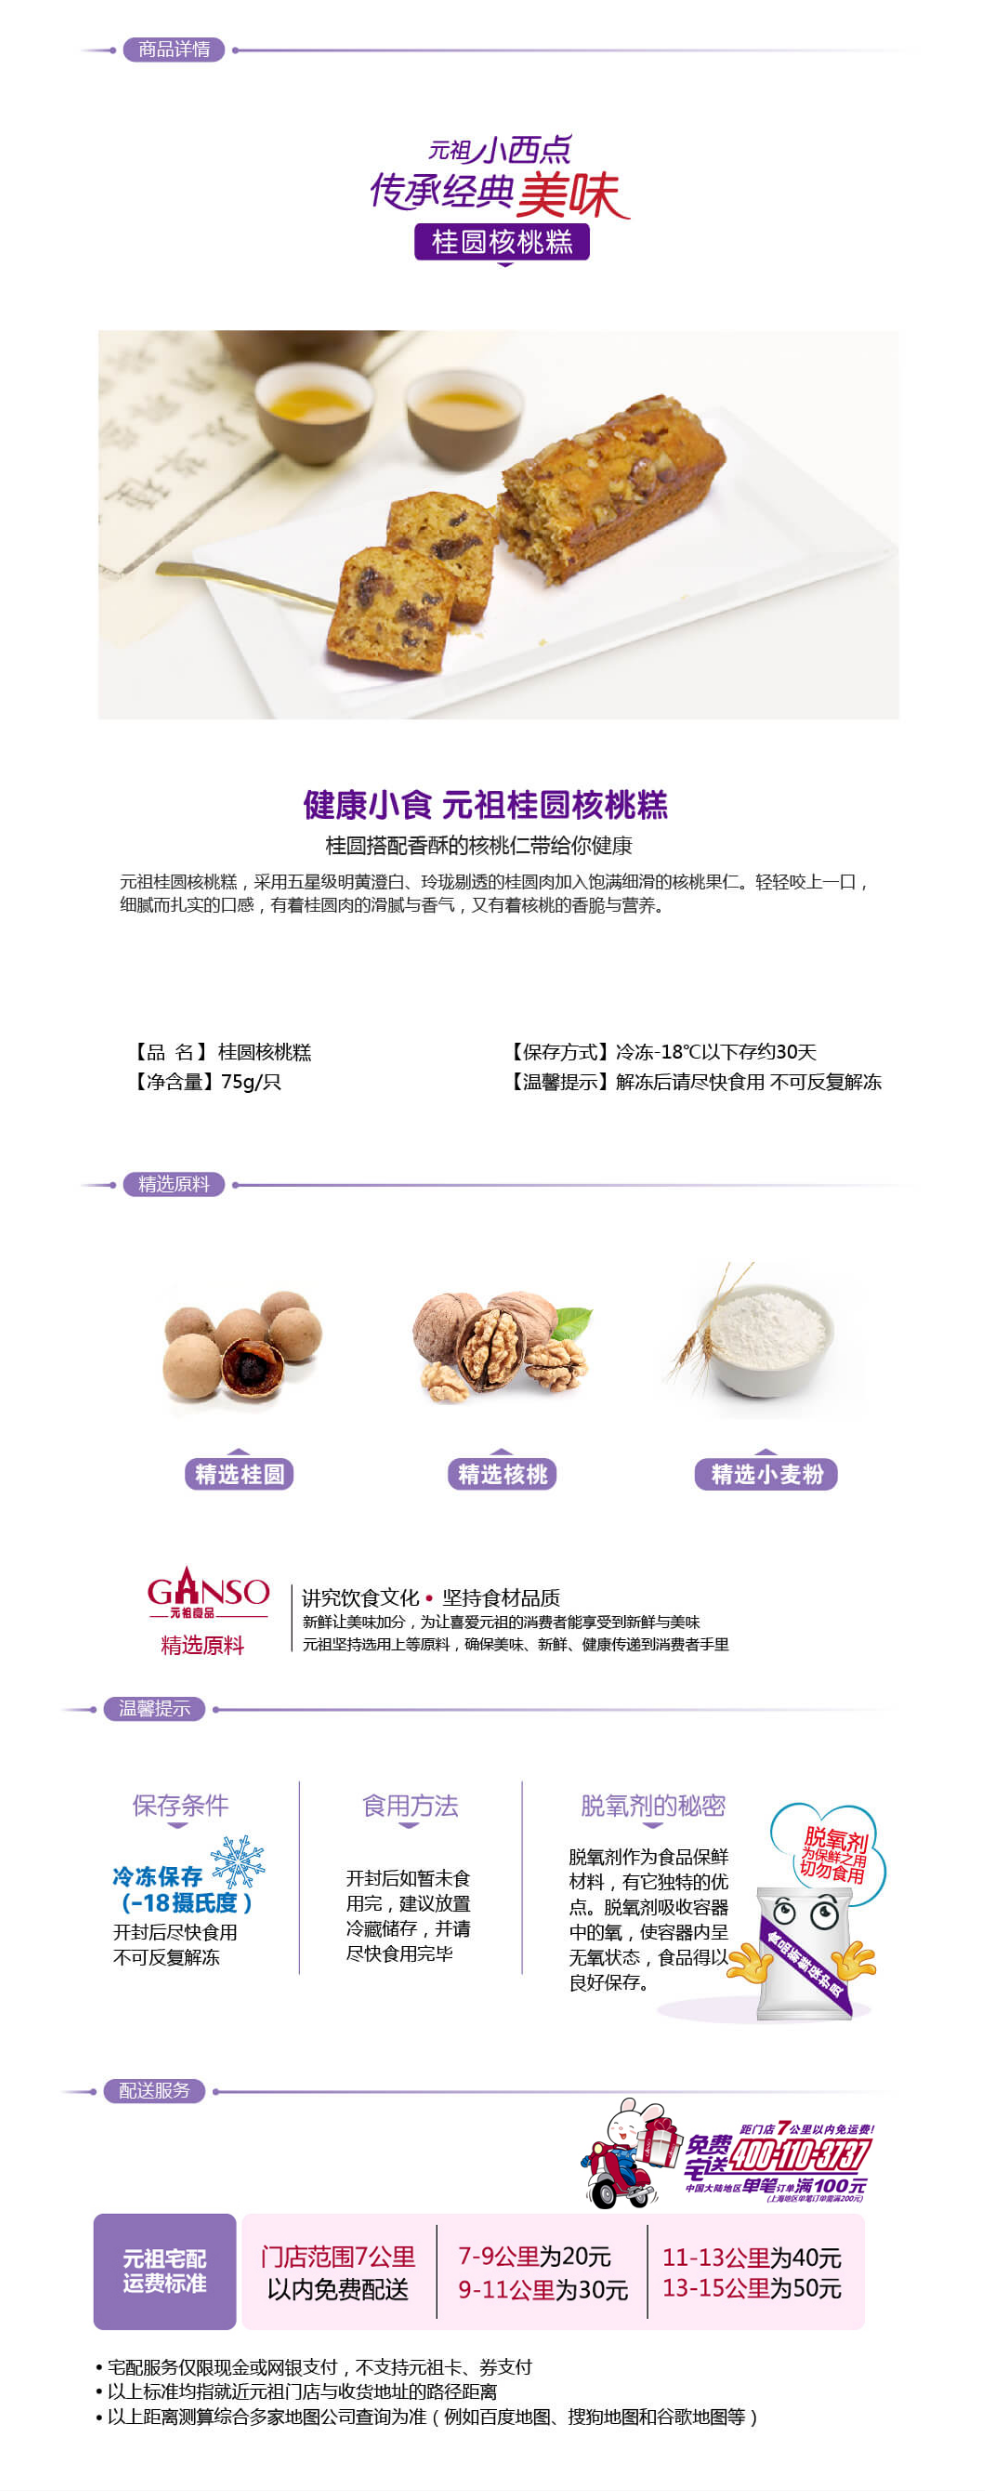 商品详情
元祖小西点
传承经典美味
桂圆核桃糕
健康小食 元祖桂圆核桃糕
桂圆搭配香酥的核桃仁带给你健康
元祖桂圆核桃糕，采用五星级明黄澄白、玲珑剔透的桂圆肉加入饱满细滑的核桃果仁。轻轻咬上一口，
细腻而扎实的口感，有着桂圆肉的滑腻与香气，又有着核桃的香脆与营养。
【品 名】桂圆核桃糕
【净含量】75g/只
【保存方式】冷冻-18℃以下存约30天
【温馨提示】解冻后请尽快食用 不可反复解冻
精选原料
精选桂圆
精选核桃
精选小麦粉
GANSO
元祖食品
精选原料
讲究饮食文化• 坚持食材品质
新鲜让美味加分，为让喜爱元祖的消费者能享受到新鲜与美味
元祖坚持选用上等原料，确保美味、新鲜、健康传递到消费者手里
温馨提示
保存条件
冷冻保存
（-18摄氏度）
开封后尽快食用
不可反复解冻
食用方法
开封后如暂未食
用完，建议放置
冷藏储存，并请
尽快食用完毕
脱氧剂的秘密
脱氧剂作为食品保鲜
材料，有它独特的优
点。脱氧剂吸收容器
中的氧，使容器内呈
无氧状态，食品得以
良好保存。
脱氧剂
为保鲜之用
切勿食用
食品新鲜保护员
配送服务
距门店7公里以内免运费!
免费宅送400-110-3737
中国大陆地区单笔订单满100元
(上海地区单笔订单需满200元)
元祖宅配
运费标准
门店范围7公里
以内免费配送
7-9公里为20元
9-11公里为30元
11-13公里为40元
13-15公里为50元
•宅配服务仅限现金或网银支付，不支持元祖卡、券支付
•以上标准均指就近元祖门店与收货地址的路径距离
•以上距离测算综合多家地图公司查询为准（例如百度地图、搜狗地图和谷歌地图等）